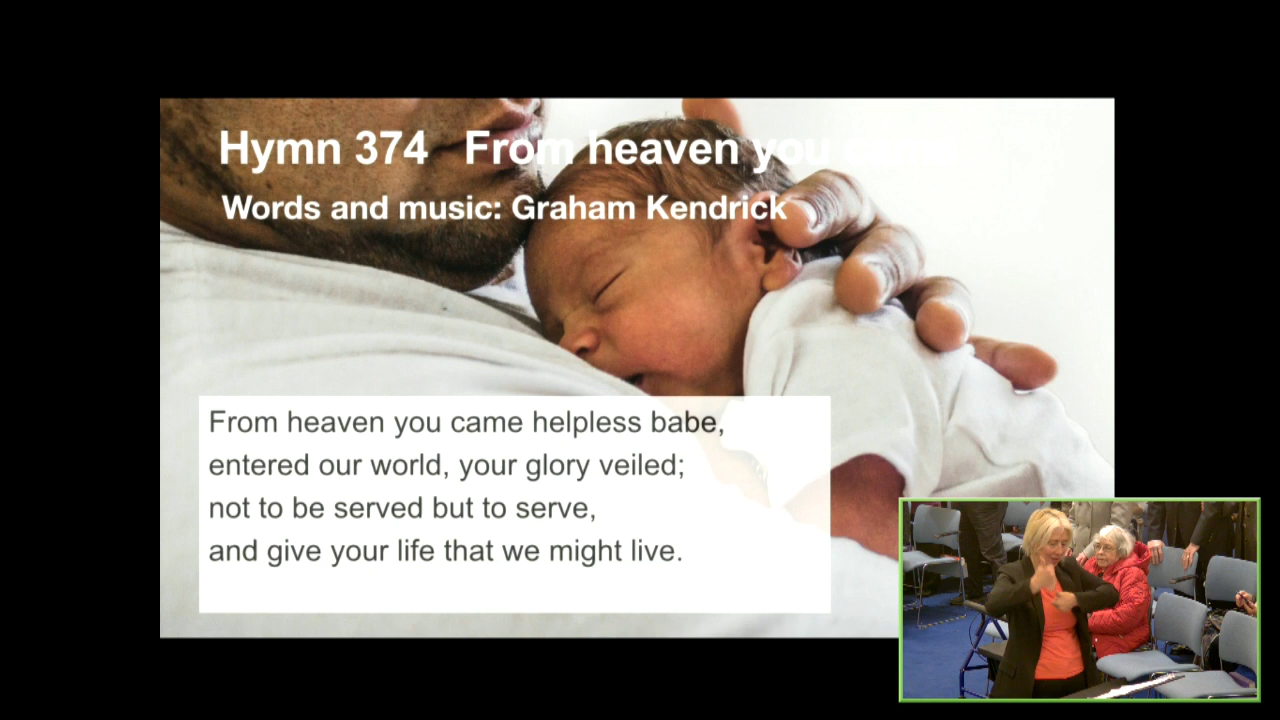 Hymn 374 From heaven you came
Words and music: Graham Kendrick
From heaven you came helpless babe,
entered our world, your glory veiled;
not to be served but to serve,
and give your life that we might live.